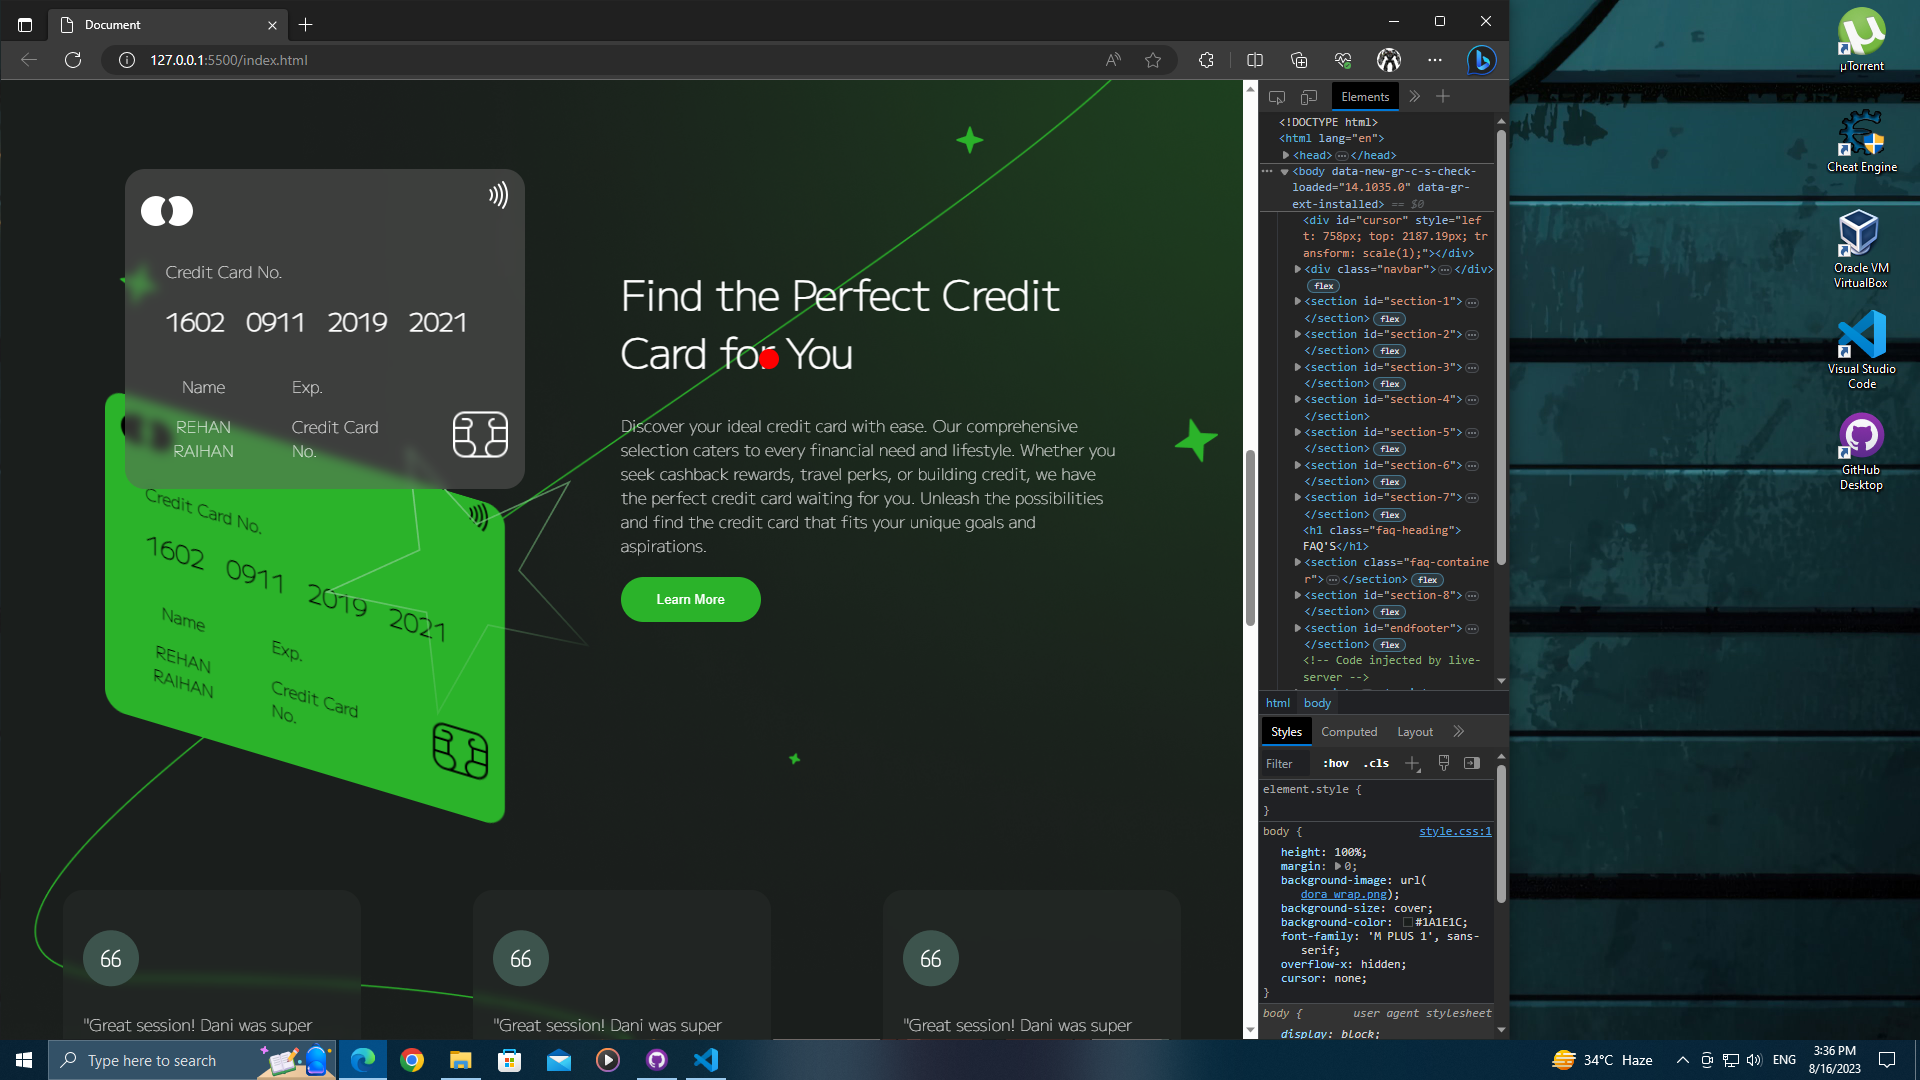 Document
127.0.0.1:5500/index.html
Credit Card No.
1602 0911 2019 2021
Name Exp.
REHAN
RAIHAN
Credit Card
No.
Credit Card No.
1602 0911 2019 2021
Name
Exp.
REHAN
RAIHAN
Credit Card
No.
Find the Perfect Credit
Card for You
Discover your ideal credit card with ease. Our comprehensive
selection caters to every financial need and lifestyle. Whether you
seek cashback rewards, travel perks, or building credit, we have
the perfect credit card waiting for you. Unleash the possibilities
and find the credit card that fits your unique goals and
aspirations.
Learn More
66
66
66
"Great session! Dani was super
"Great session! Dani was super
"Great session! Dani was super
Elements
<!DOCTYPE html>
<html lang="en">
<head> </head>
<body data-new-gr-c-s-check-
loaded="14.1035.0" data-gr-
ext-installed> == $0
<div id="cursor" style="lef
t: 758px; top: 2187.19px; tr
ansform: scale(1);"></div>
<div class="navbar"> </div>
flex
<section id="section-1">
</section> flex
<section id="section-2">
</section> flex
<section id="section-3">
</section> flex
<section id="section-4">
</section>
<section id="section-5">
</section> flex
<section id="section-6">
</section> flex
<section id="section-7">
</section> flex
<h1 class="faq-heading">
FAQ'S</h1>
<section class="faq-containe
r"> </section> flex
<section id="section-8">
</section> flex
<section id="endfooter">
</section> flex
<!-- Code injected by live-
server -->
html body
Styles Computed Layout
Filter :hov .cls
element.style {
}
body { style.css:1
height: 100%;
margin: 0;
background-image: url(
dora wrap.png);
background-size: cover;
background-color: #1A1E1C;
font-family: 'M PLUS 1', sans-
serif;
overflow-x: hidden;
cursor: none;
}
body { user agent stylesheet
display: block;
µTorrent
Cheat Engine
Oracle VM
VirtualBox
Visual Studio
Code
GitHub
Desktop
Type here to search
34°C Haze
ENG
3:36 PM
8/16/2023